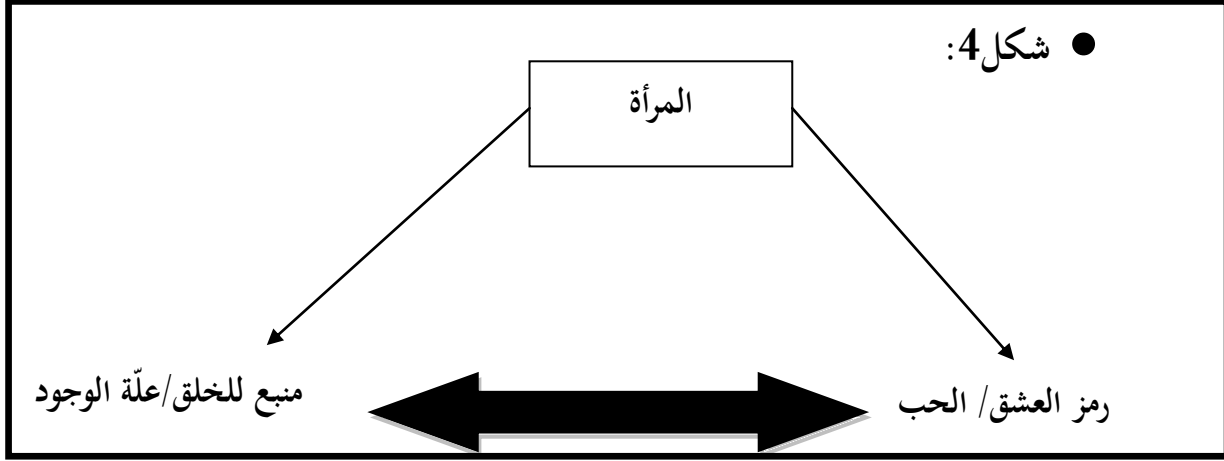 ● شكل4:
المرأة
رمز العشق/ الحب
منبع للخلق/علّة الوجود